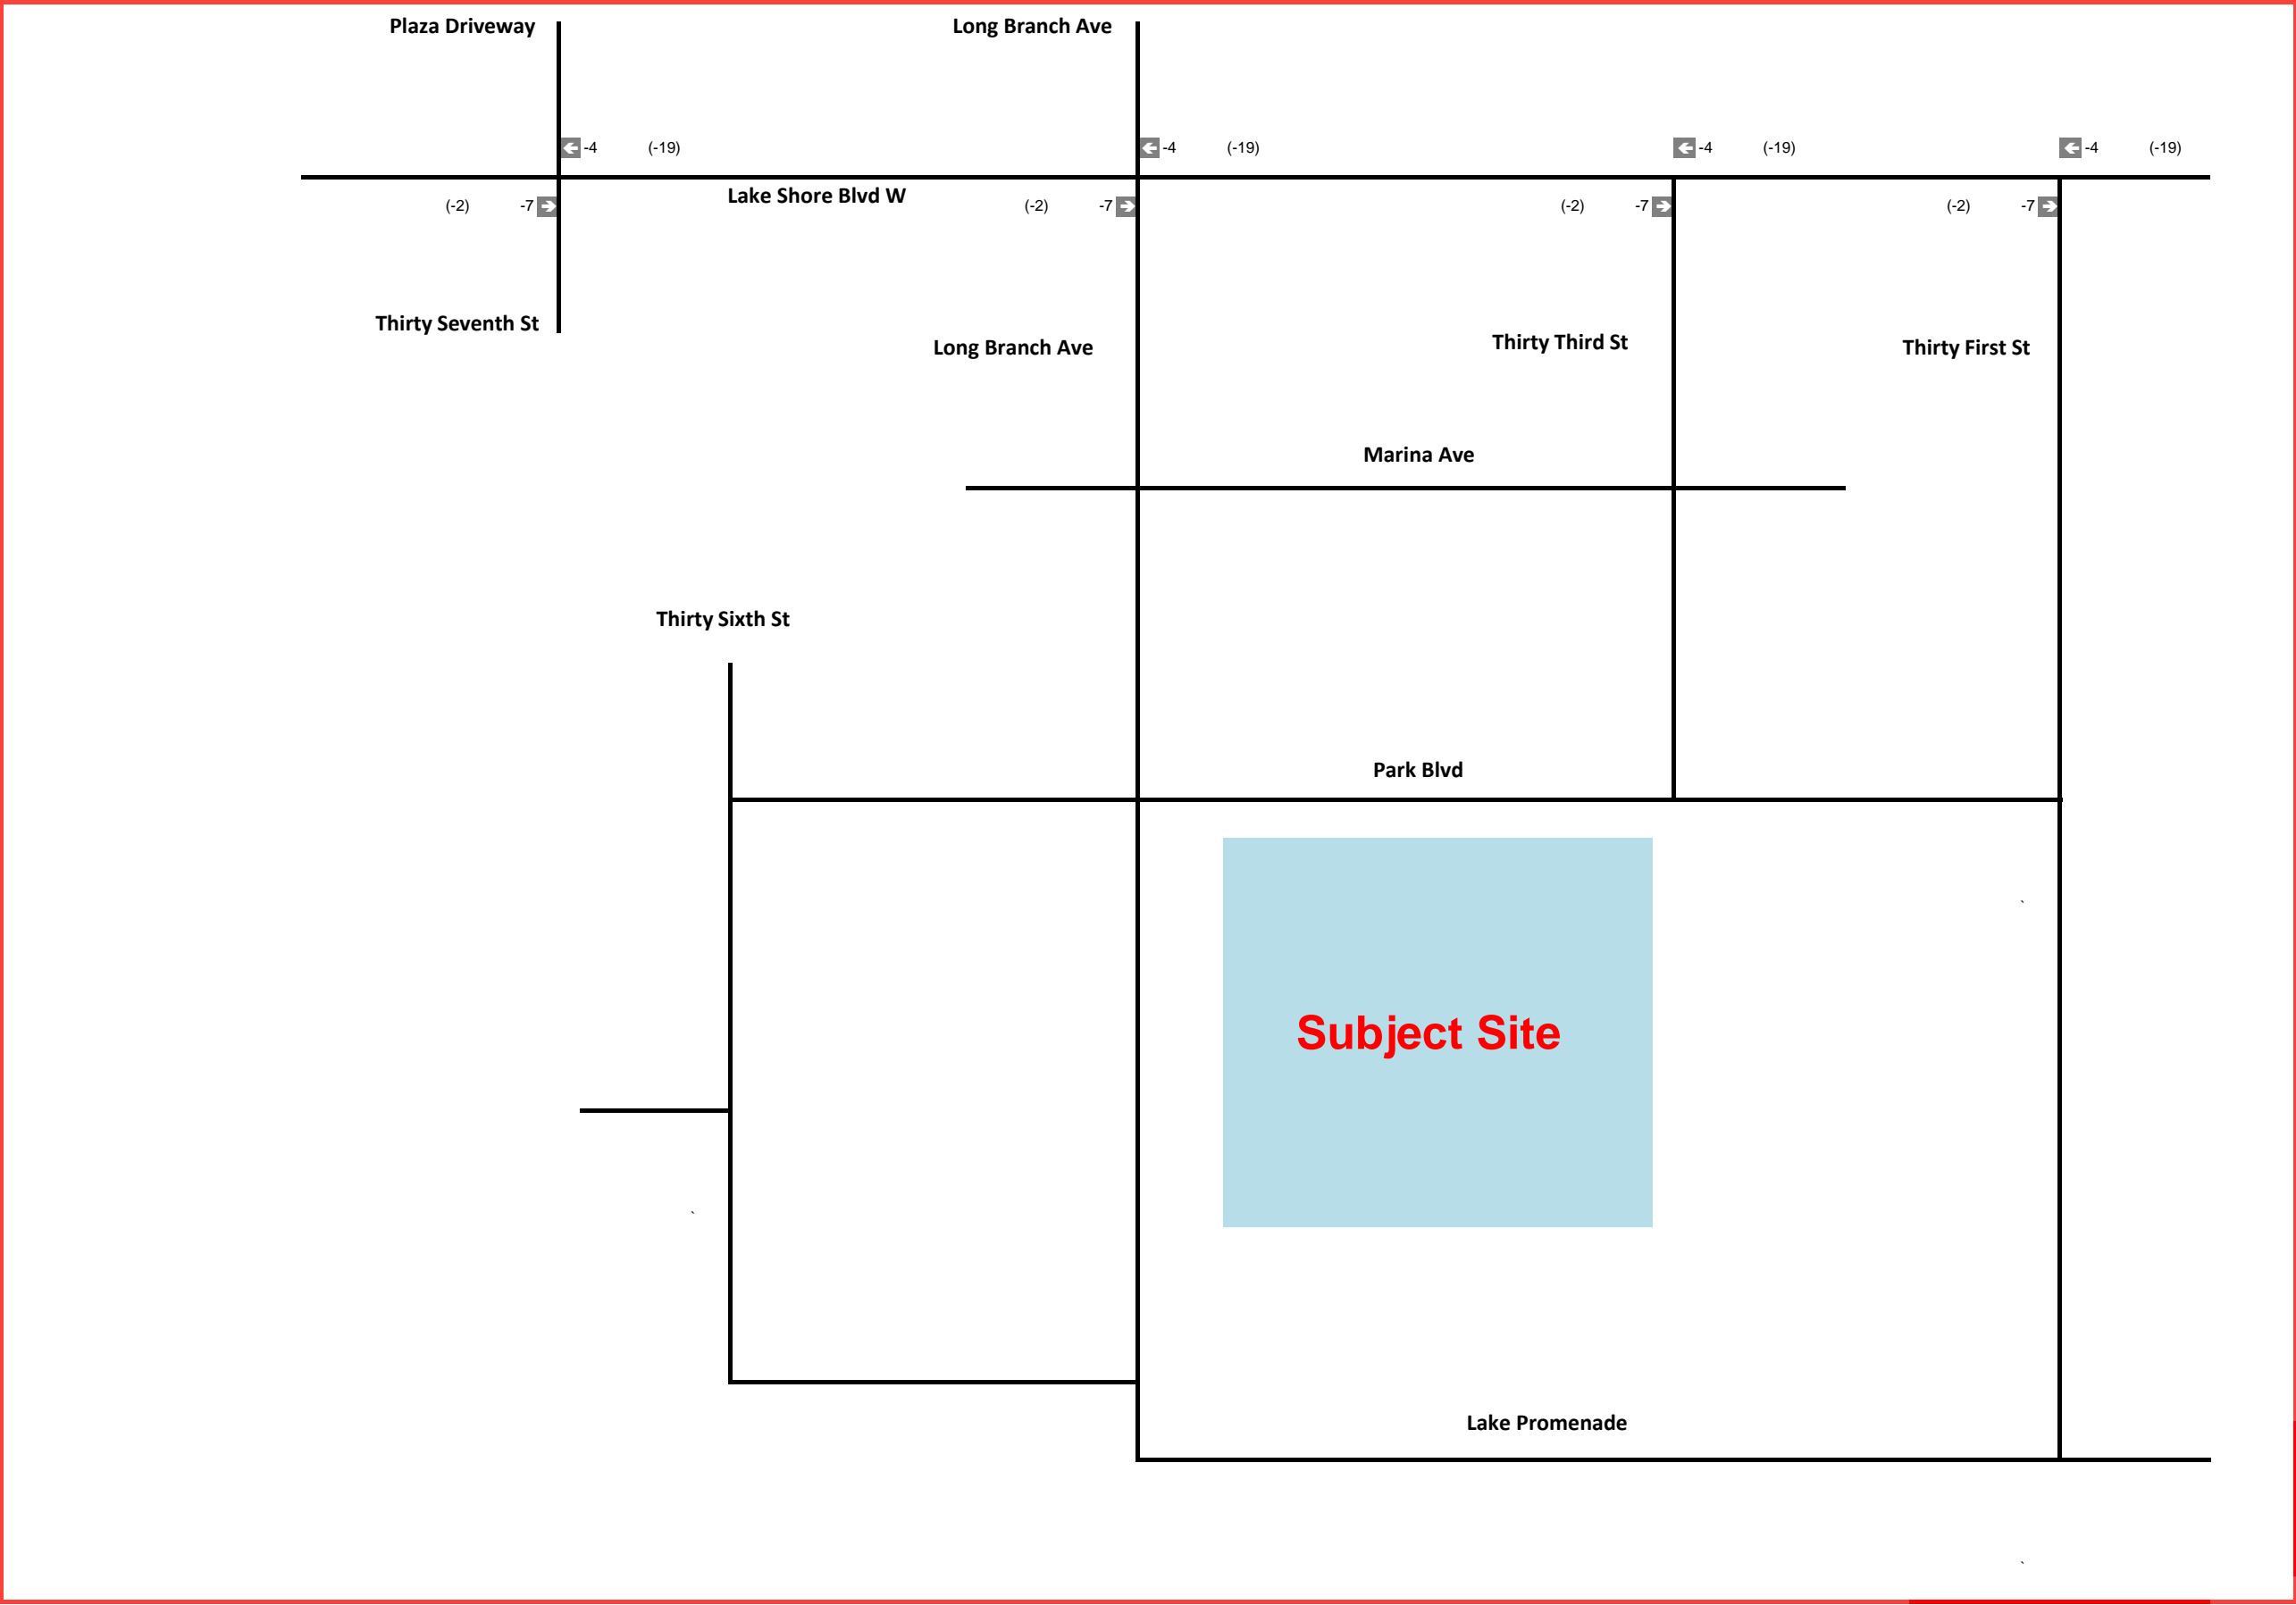 Plaza Driveway
Long Branch Ave
-4 (-19)
-4 (-19)
-4 (-19)
-4 (-19)
Lake Shore Blvd W
(-2) -7
(-2) -7
(-2) -7
(-2) -7
Thirty Seventh St
Long Branch Ave
Thirty Third St
Thirty First St
Marina Ave
Thirty Sixth St
Park Blvd
`
Subject Site
`
Lake Promenade
`